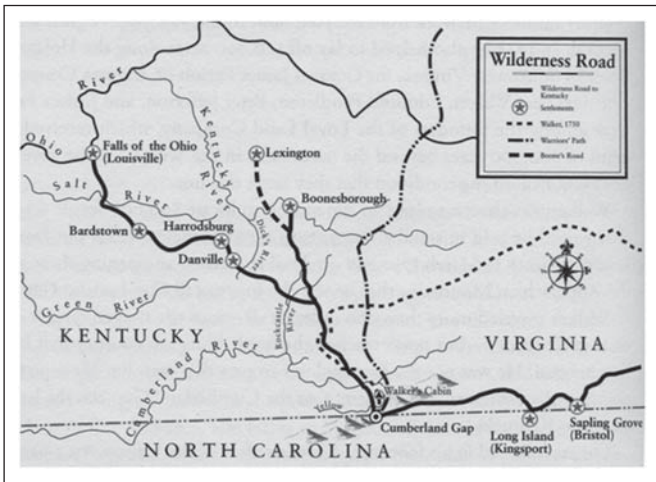 Wilderness Road
Wilderness Road to
Kentucky
Settlements
Walker, 1750
Warriors' Path
Boone's Road
Ohio
River
Kentucky
River
Falls of the Ohio
(Louisville)
Lexington
Salt
River
Boonesborough
Harrodsburg
Dick's
River
Bardstown
Danville
Green River
Rockcastle
River
KENTUCKY
VIRGINIA
Cumberland River
Walker's Cabin
Yellow
Cumberland Gap
Long Island
(Kingsport)
Sapling Grove
(Bristol)
NORTH CAROLINA